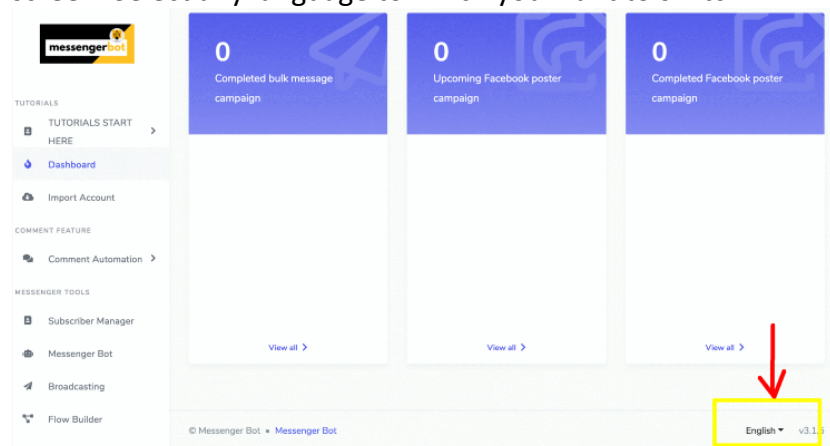 messengerbot
TUTORIALS
TUTORIALS START
HERE
Dashboard
Import Account
COMMENT FEATURE
Comment Automation
MESSENGER TOOLS
Subscriber Manager
Messenger Bot
Broadcasting
Flow Builder
0
Completed bulk message
campaign
View all
0
Upcoming Facebook poster
campaign
View all
0
Completed Facebook poster
campaign
View all
© Messenger Bot • Messenger Bot
English